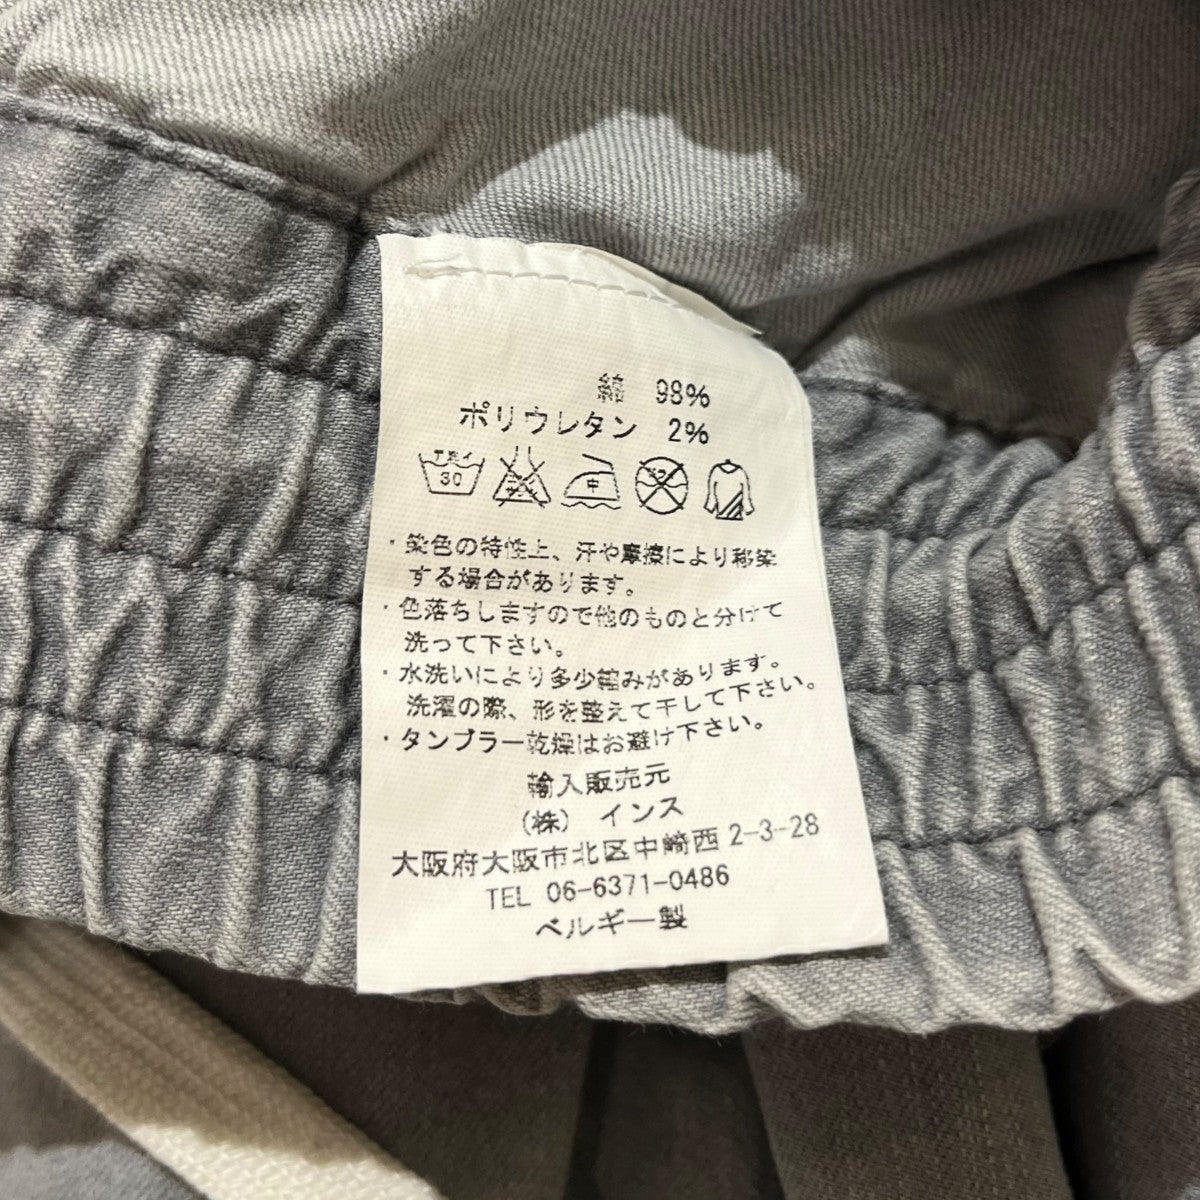 綿 98%
ポリウレタン 2%
手洗イ
30
中
・染色の特性上、汗や摩擦により移染
する場合があります。
・色落ちしますので他のものと分けて
洗って下さい。
・水洗いにより多少縮みがあります。
洗濯の際、形を整えて干して下さい。
・タンブラー乾燥はお避け下さい。
輸入販売元
(株) インス
大阪府大阪市北区中崎西 2-3-28
TEL 06-6371-0486
ベルギー製